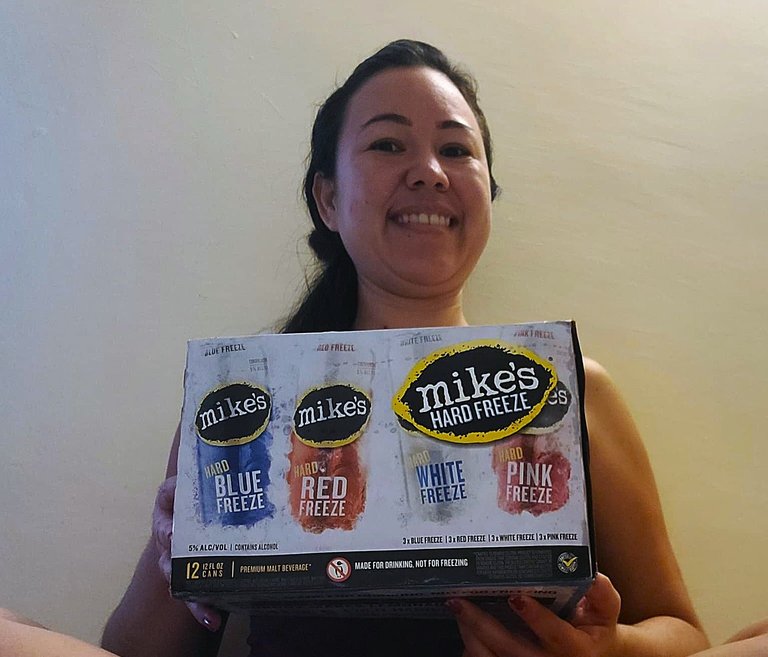 BLUE FREEZE
RED FREEZE
WHITE FREEZE
PINK FREEZE
mike's
HARD
BLUE
FREEZE
mike's
HARD
RED
FREEZE
mike's
HARD FREEZE
HARD
WHITE
FREEZE
HARD
PINK
FREEZE
3 x BLUE FREEZE | 3 x RED FREEZE | 3 x WHITE FREEZE | 3 x PINK FREEZE
5% ALC/VOL | CONTAINS ALCOHOL
12 12 FL OZ CANS | PREMIUM MALT BEVERAGE* MADE FOR DRINKING, NOT FOR FREEZING